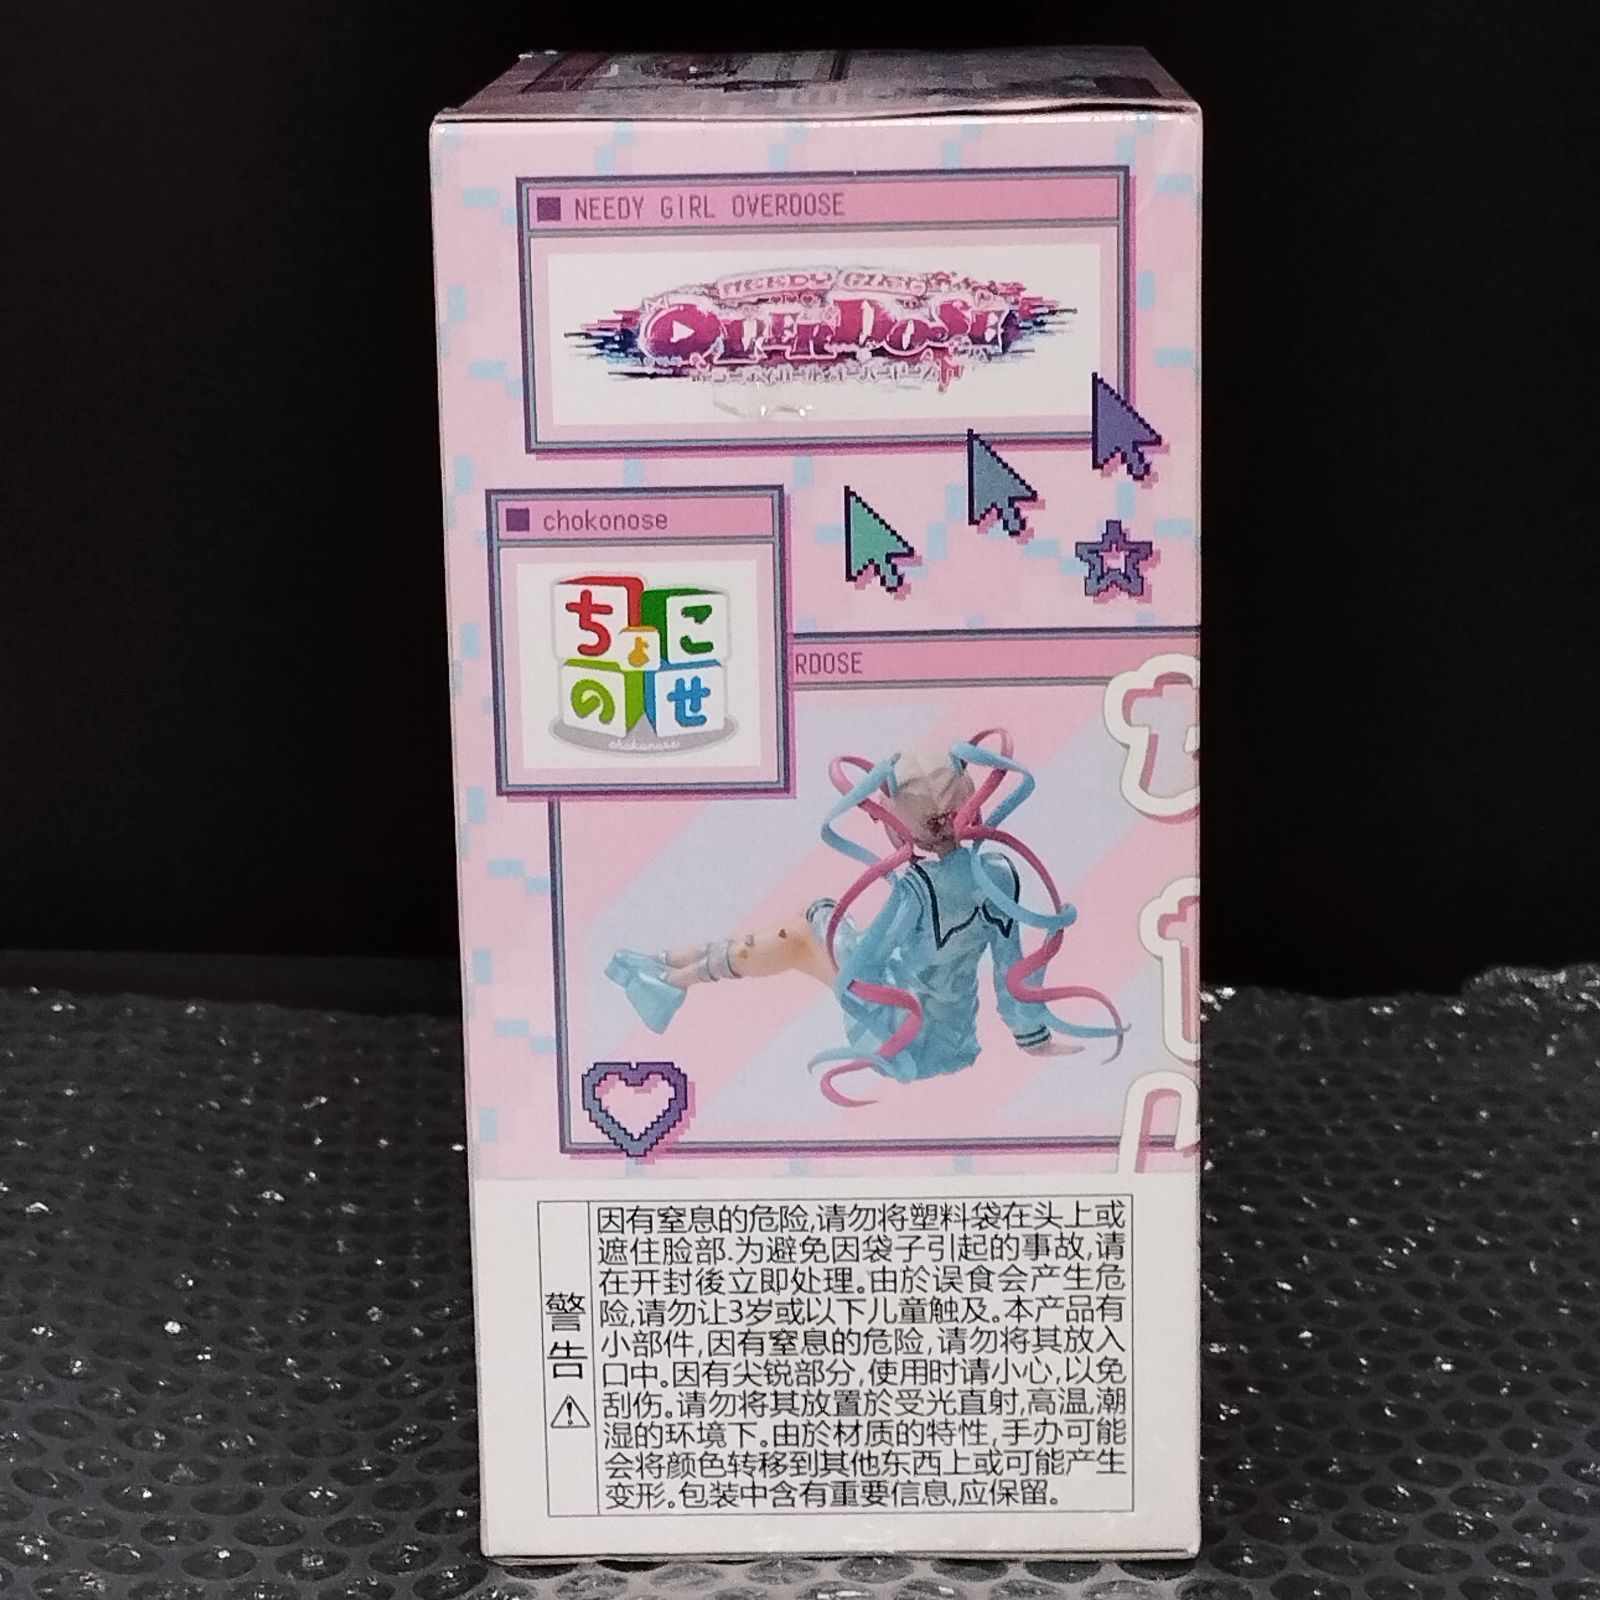 NEEDY GIRL OVERDOSE
NEEDY GIRL
OVERDOSE
chokonose
ちょこ
のせ
chokonose
RDOSE
警告
因有窒息的危险,请勿将塑料袋在头上或
遮住脸部.为避免因袋子引起的事故,请
在开封後立即处理。由於误食会产生危
险,请勿让3岁或以下儿童触及。本产品有
小部件,因有窒息的危险,请勿将其放入
口中。因有尖锐部分,使用时请小心,以免
刮伤。请勿将其放置於受光直射,高温,潮
湿的环境下。由於材质的特性,手办可能
会将颜色转移到其他东西上或可能产生
变形。包装中含有重要信息,应保留。